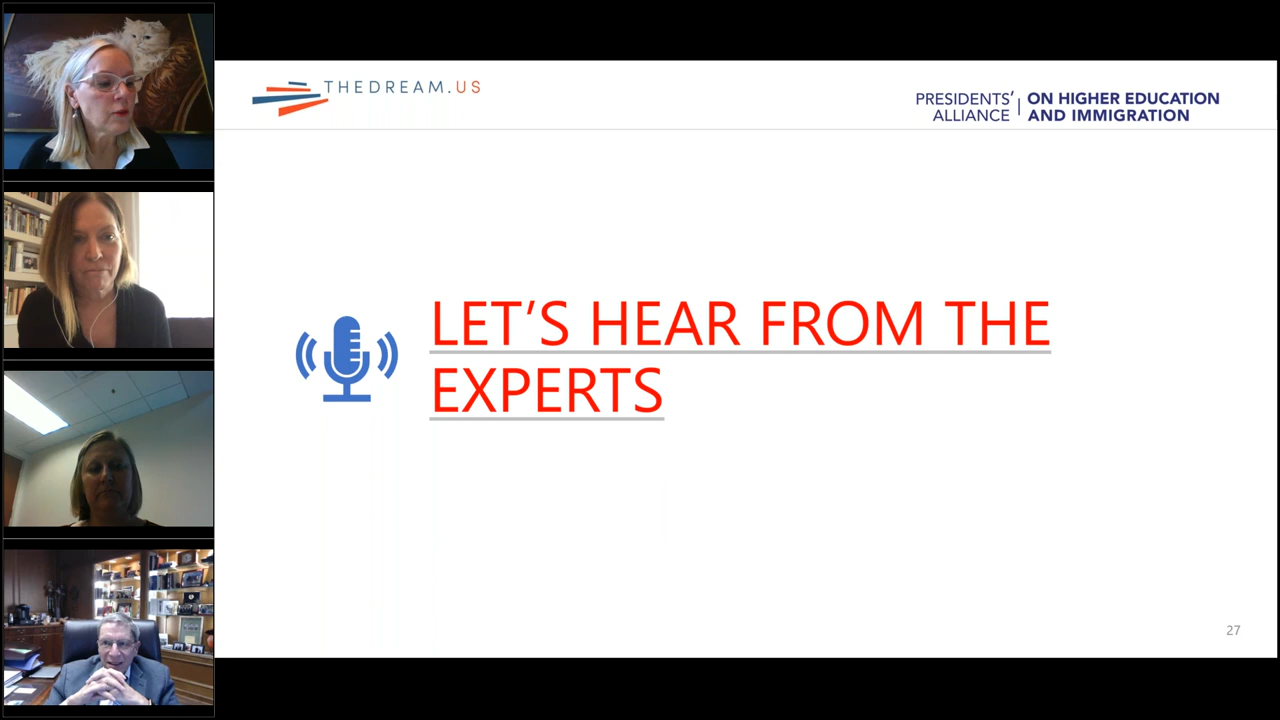 THEDREAM.US
PRESIDENTS’ ALLIANCE
ON HIGHER EDUCATION
AND IMMIGRATION
LET’S HEAR FROM THE
EXPERTS
27